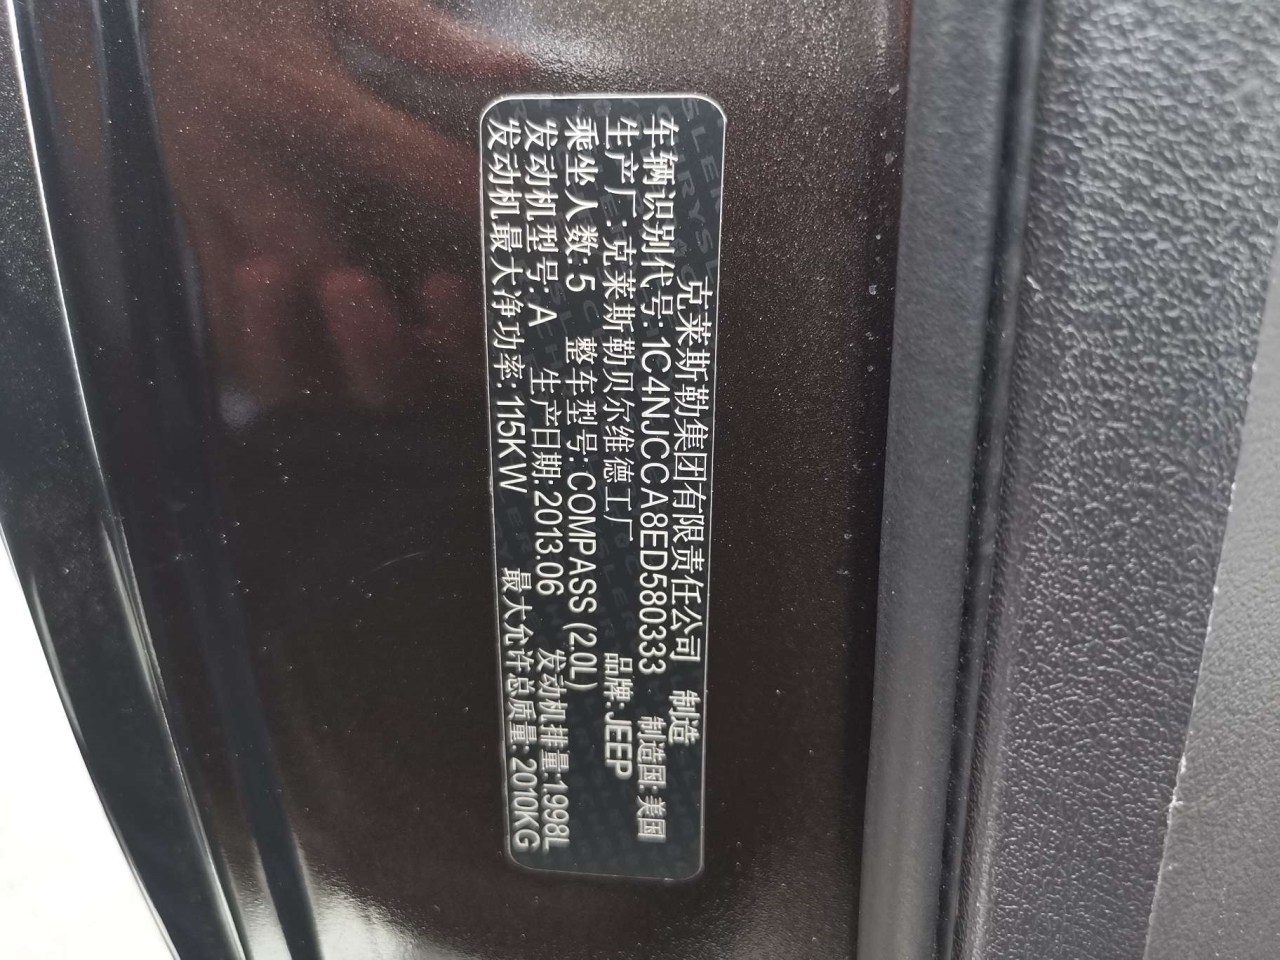 克莱斯勒集团有限责任公司 制造
车辆识别代号: 1C4NJCCA8ED580333 制造国: 美国
生产厂: 克莱斯勒贝尔维德工厂 品牌: JEEP
乘坐人数: 5 整车型号: COMPASS (2.0L)
发动机型号: A 生产日期: 2013.06 发动机排量: 1.998L
发动机最大净功率: 115KW 最大允许总质量: 2010KG